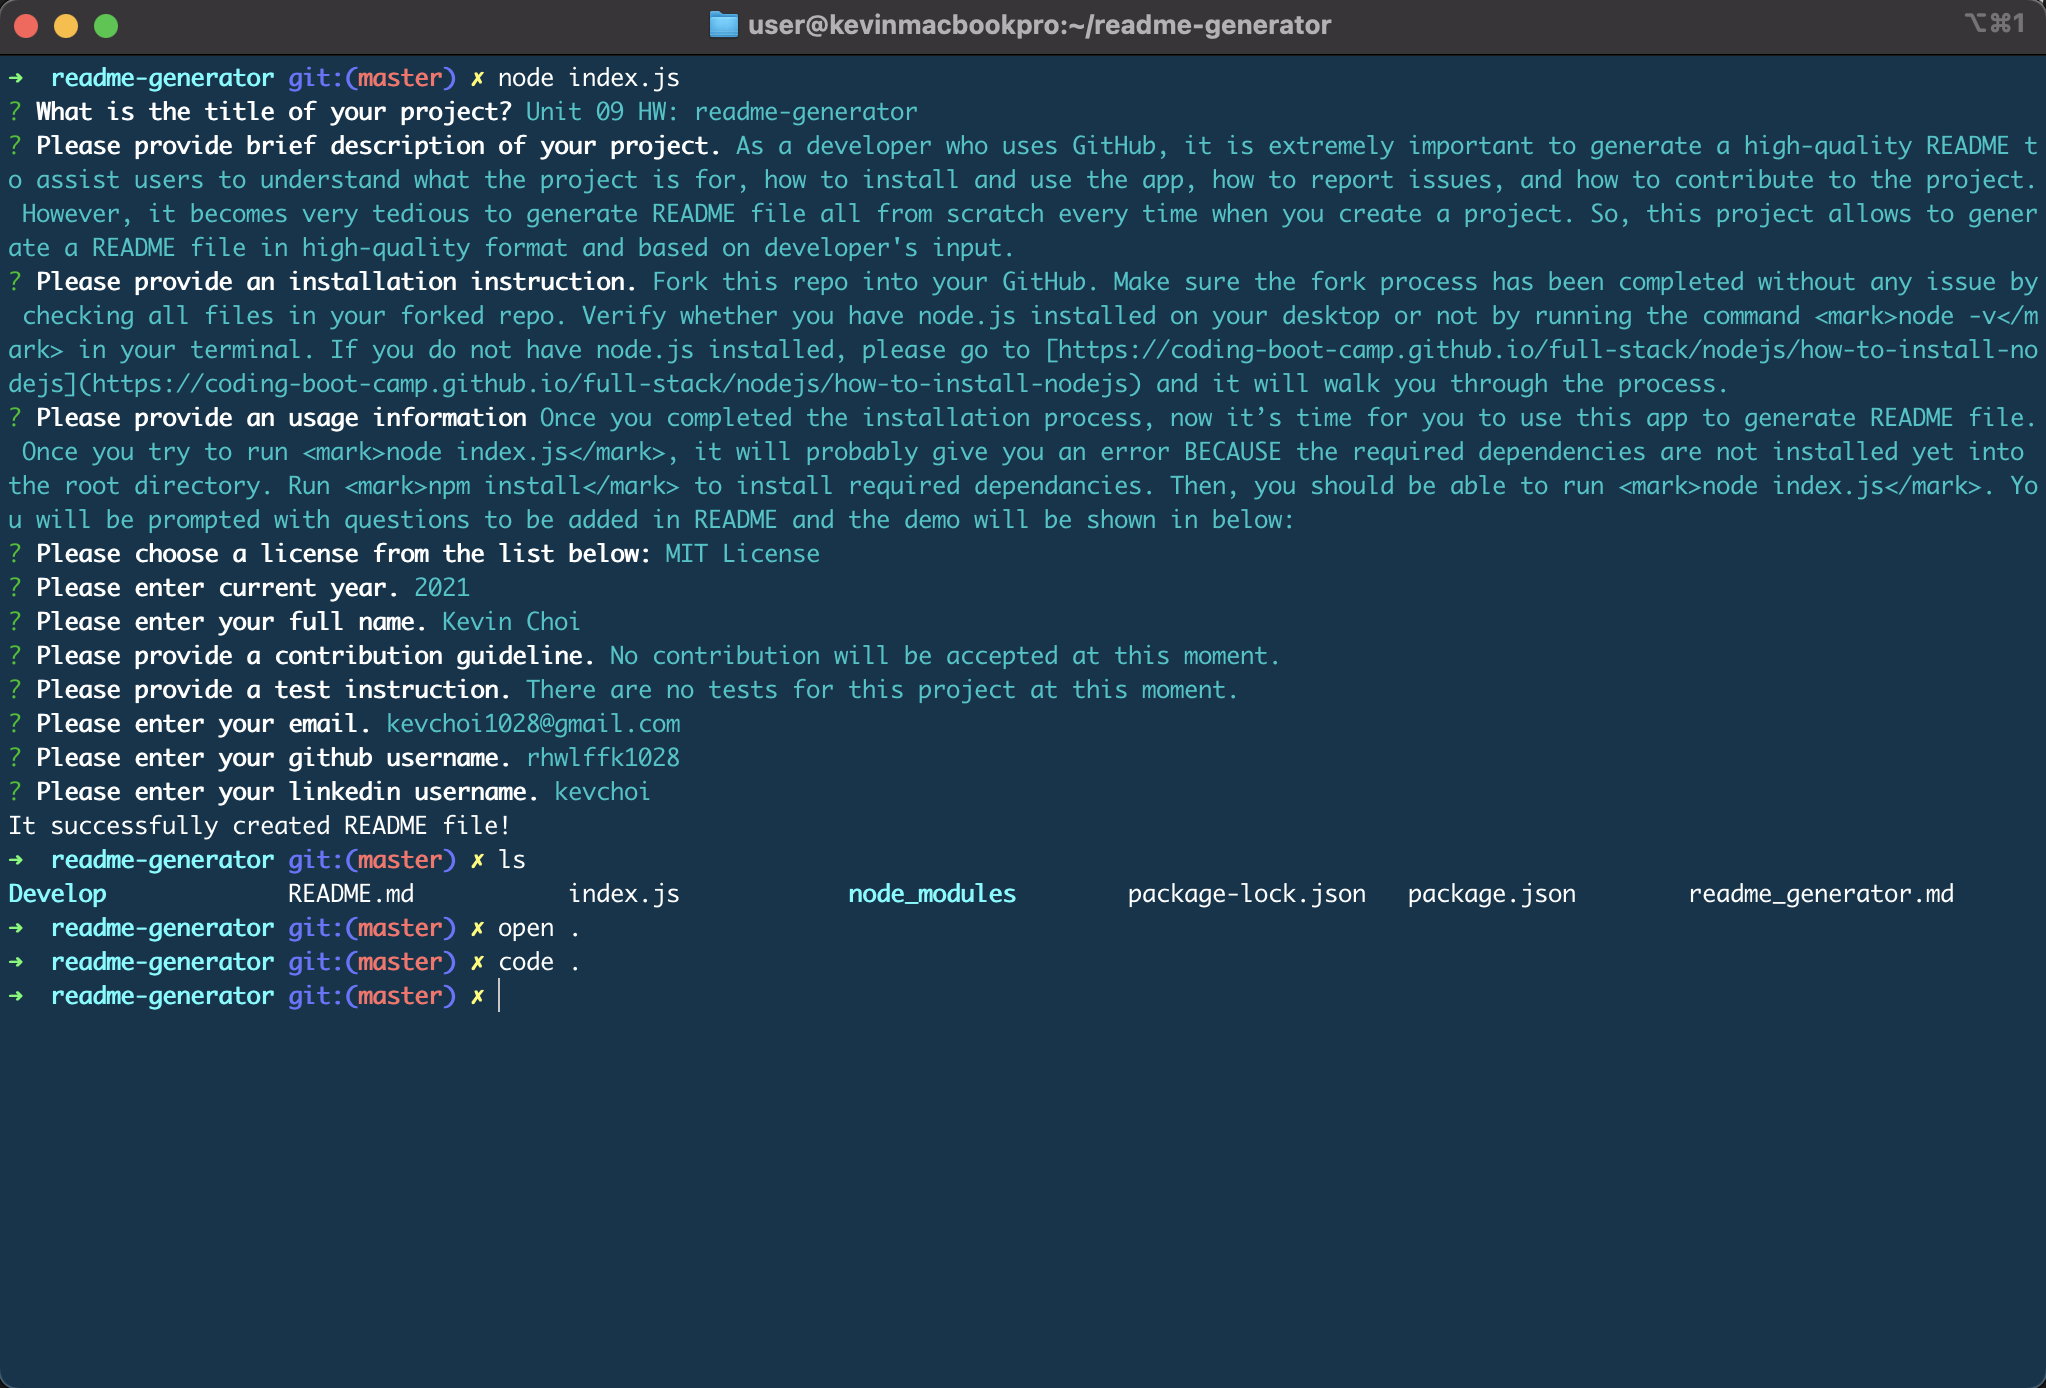 user@kevinmacbookpro:~/readme-generator
⌥⌘1
➜  readme-generator git:(master) ✗ node index.js
? What is the title of your project? Unit 09 HW: readme-generator
? Please provide brief description of your project. As a developer who uses GitHub, it is extremely important to generate a high-quality README t
o assist users to understand what the project is for, how to install and use the app, how to report issues, and how to contribute to the project.
 However, it becomes very tedious to generate README file all from scratch every time when you create a project. So, this project allows to gener
ate a README file in high-quality format and based on developer's input.
? Please provide an installation instruction. Fork this repo into your GitHub. Make sure the fork process has been completed without any issue by
 checking all files in your forked repo. Verify whether you have node.js installed on your desktop or not by running the command <mark>node -v</m
ark> in your terminal. If you do not have node.js installed, please go to [https://coding-boot-camp.github.io/full-stack/nodejs/how-to-install-no
dejs](https://coding-boot-camp.github.io/full-stack/nodejs/how-to-install-nodejs) and it will walk you through the process.
? Please provide an usage information Once you completed the installation process, now it’s time for you to use this app to generate README file.
 Once you try to run <mark>node index.js</mark>, it will probably give you an error BECAUSE the required dependencies are not installed yet into
the root directory. Run <mark>npm install</mark> to install required dependancies. Then, you should be able to run <mark>node index.js</mark>. Yo
u will be prompted with questions to be added in README and the demo will be shown in below:
? Please choose a license from the list below: MIT License
? Please enter current year. 2021
? Please enter your full name. Kevin Choi
? Please provide a contribution guideline. No contribution will be accepted at this moment.
? Please provide a test instruction. There are no tests for this project at this moment.
? Please enter your email. kevchoi1028@gmail.com
? Please enter your github username. rhwlffk1028
? Please enter your linkedin username. kevchoi
It successfully created README file!
➜  readme-generator git:(master) ✗ ls
Develop             README.md           index.js            node_modules        package-lock.json   package.json        readme_generator.md
➜  readme-generator git:(master) ✗ open .
➜  readme-generator git:(master) ✗ code .
➜  readme-generator git:(master) ✗